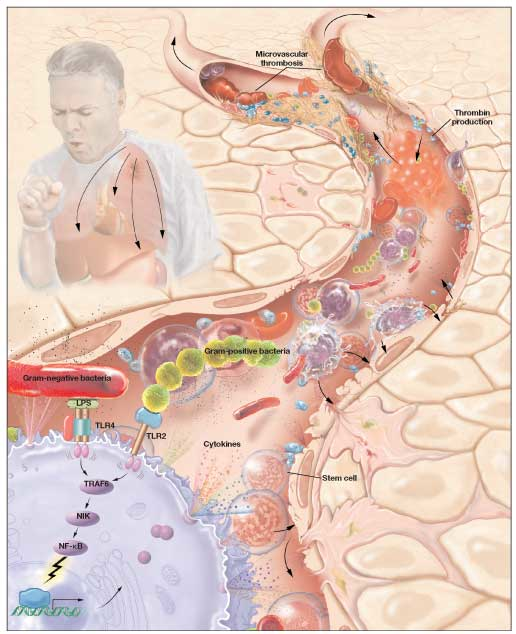 Microvascular
thrombosis
Thrombin
production
Gram-positive bacteria
Gram-negative bacteria
LPS
TLR4
TLR2
Cytokines
Stem cell
TRAF6
NIK
NF-κB